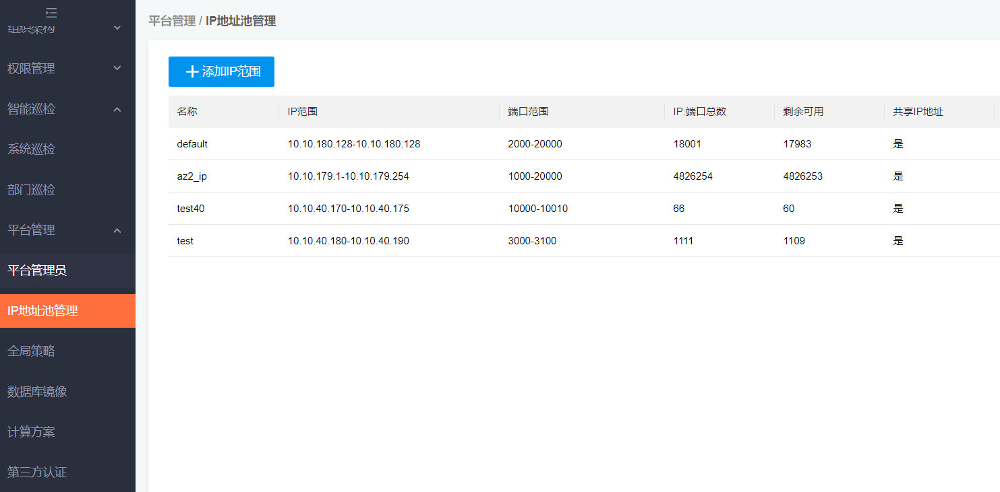 组织架构
权限管理
智能巡检
系统巡检
部门巡检
平台管理
平台管理员
IP地址池管理
全局策略
数据库镜像
计算方案
第三方认证
平台管理 / IP地址池管理
添加IP范围
名称 IP范围 端口范围 IP:端口总数 剩余可用 共享IP地址
default 10.10.180.128-10.10.180.128 2000-20000 18001 17983 是
az2_ip 10.10.179.1-10.10.179.254 1000-20000 4826254 4826253 是
test40 10.10.40.170-10.10.40.175 10000-10010 66 60 是
test 10.10.40.180-10.10.40.190 3000-3100 1111 1109 是